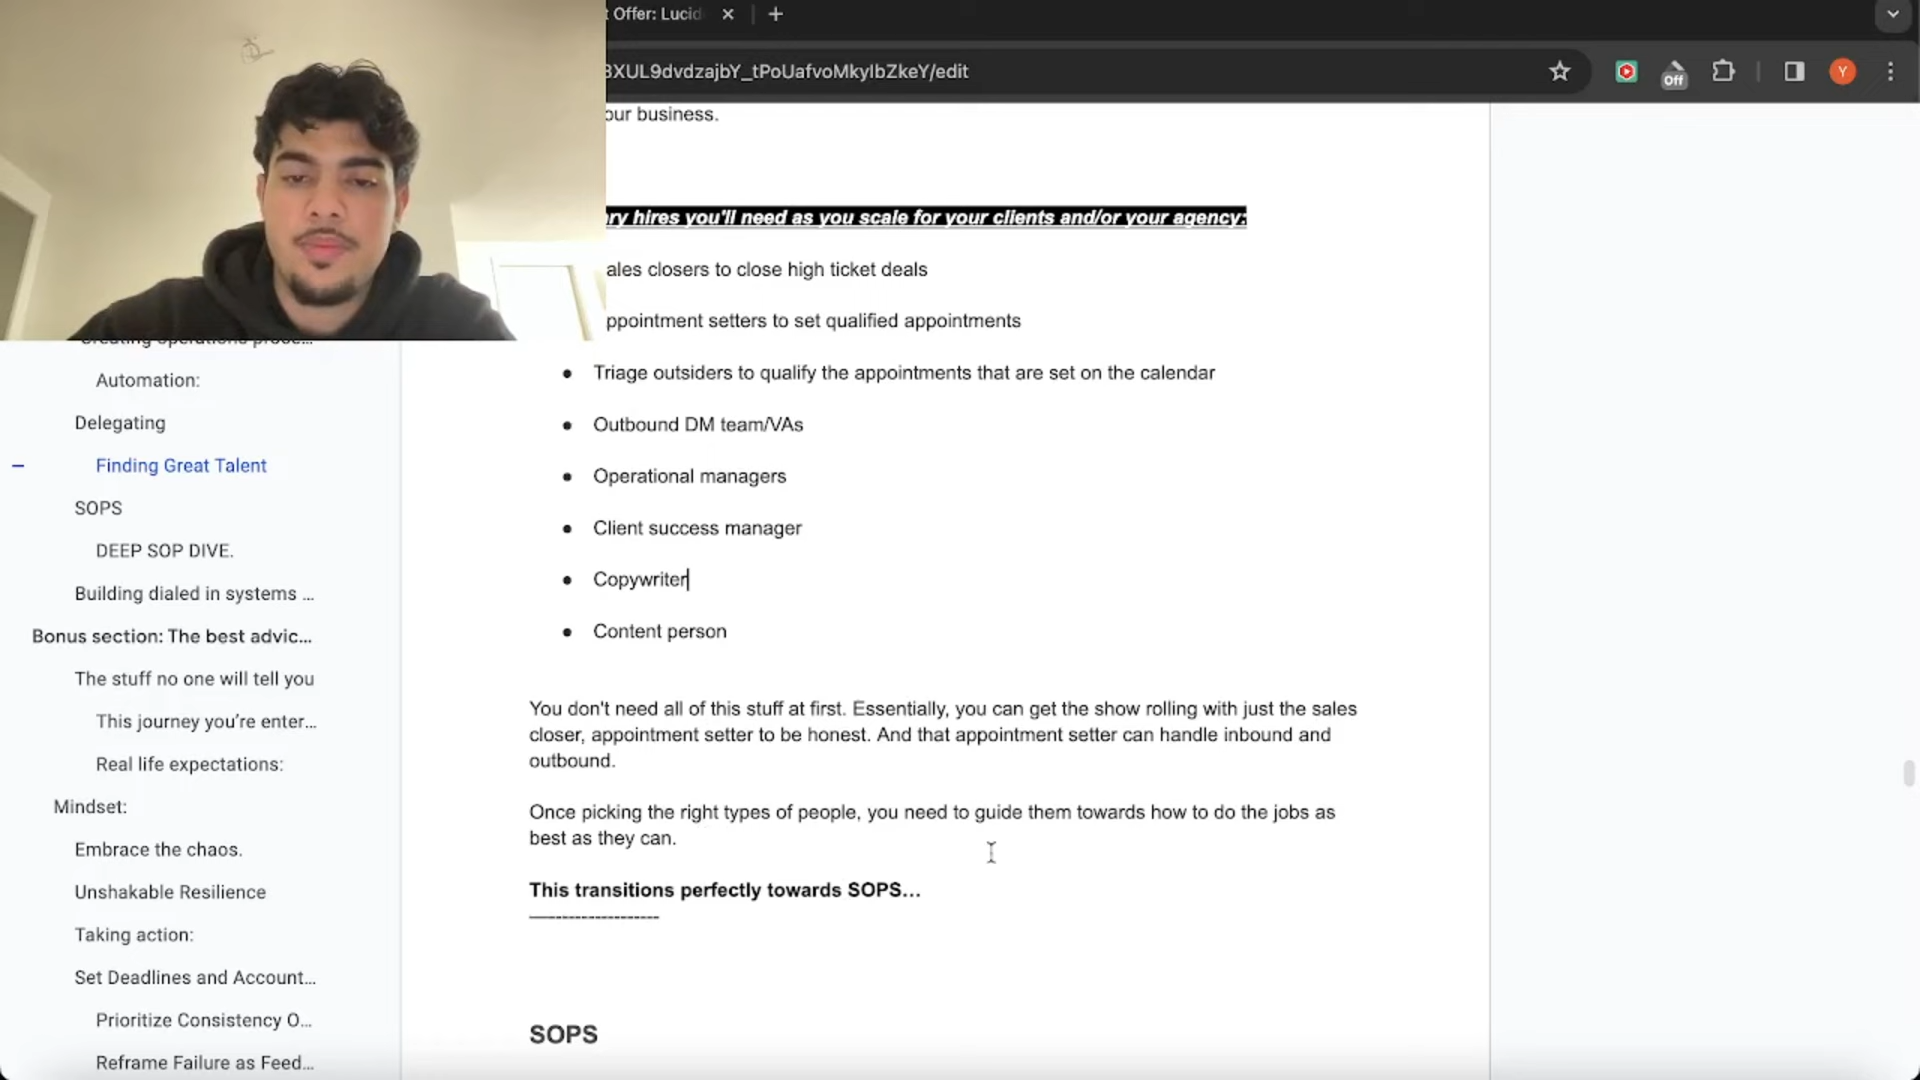 t Offer: Lucid
3XUL9dvdzajbY_tPoUafvoMkylbZkeY/edit
Off
Y
our business.
ry hires you'll need as you scale for your clients and/or your agency:
ales closers to close high ticket deals
ppointment setters to set qualified appointments
• Triage outsiders to qualify the appointments that are set on the calendar
• Outbound DM team/VAs
• Operational managers
• Client success manager
• Copywriter
• Content person
You don't need all of this stuff at first. Essentially, you can get the show rolling with just the sales
closer, appointment setter to be honest. And that appointment setter can handle inbound and
outbound.
Once picking the right types of people, you need to guide them towards how to do the jobs as
best as they can.
This transitions perfectly towards SOPS...
--------------------
SOPS
Creating operations proce...
Automation:
Delegating
Finding Great Talent
SOPS
DEEP SOP DIVE.
Building dialed in systems ...
Bonus section: The best advic...
The stuff no one will tell you
This journey you’re enter...
Real life expectations:
Mindset:
Embrace the chaos.
Unshakable Resilience
Taking action:
Set Deadlines and Account...
Prioritize Consistency O...
Reframe Failure as Feed...